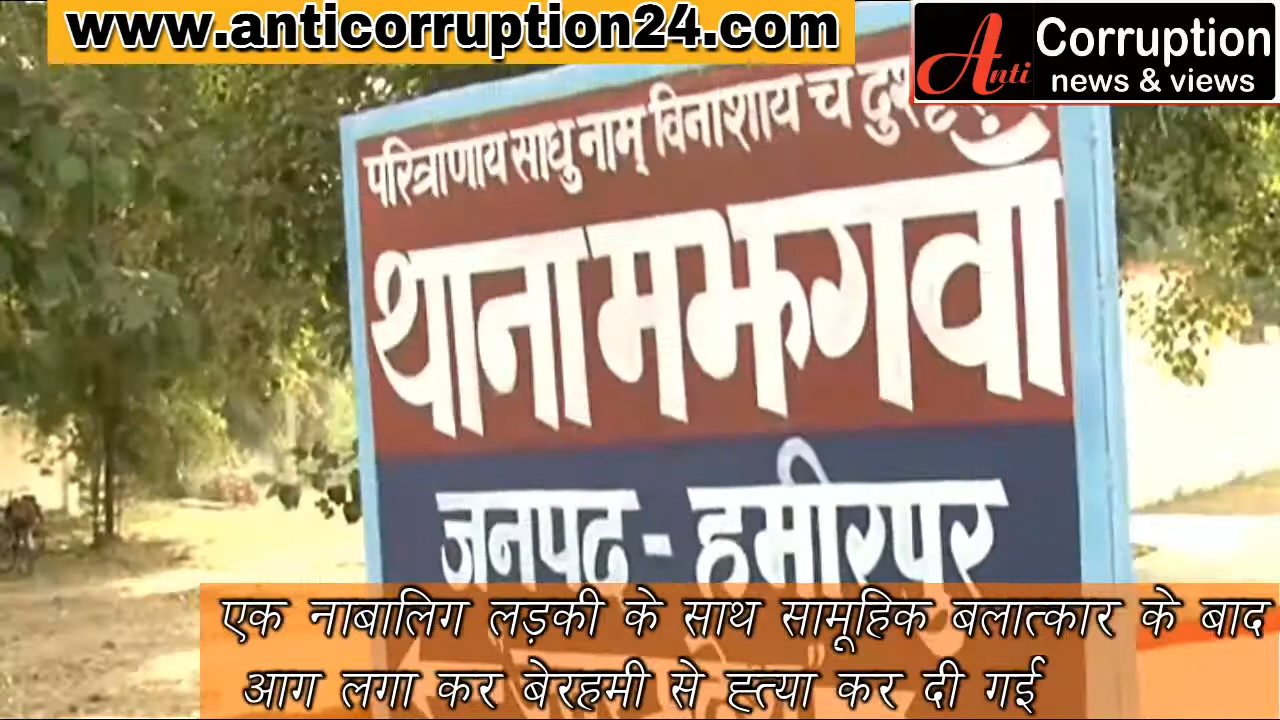 www.anticorruption24.com
Anti Corruption
news & views
परित्राणाय साधु नाम् विनाशाय च
थाना मझगवाँ
जनपद - हमीरपुर
एक नाबालिग लड़की के साथ सामूहिक बलात्कार के बाद
आग लगा कर बेरहमी से हत्या कर दी गई